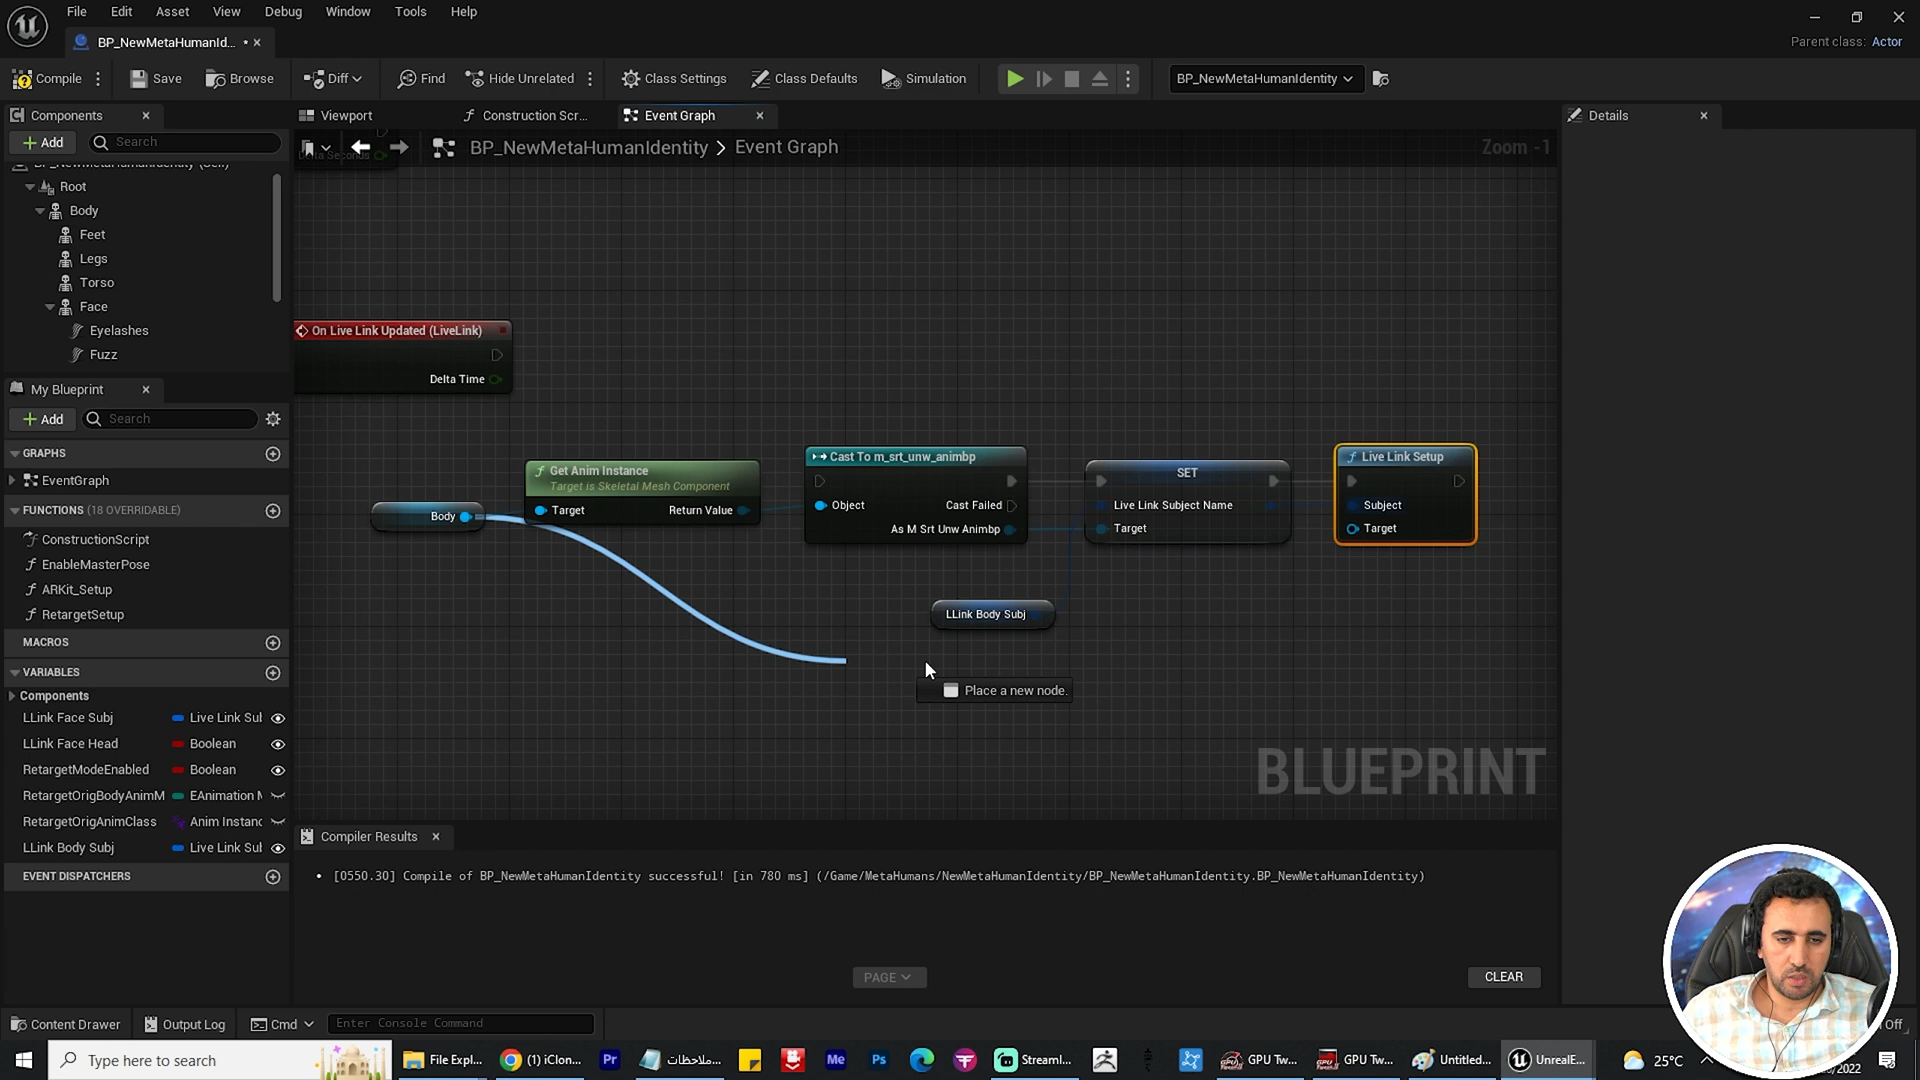 File Edit Asset View Debug Window Tools Help
BP_NewMetaHumanId...
Parent class: Actor
Compile Save Browse Diff Find Hide Unrelated Class Settings Class Defaults Simulation BP_NewMetaHumanIdentity
Components
Add Search
BP_NewMetaHumanIdentity (Self)
Root
Body
Feet
Legs
Torso
Face
Eyelashes
Fuzz
My Blueprint
Add Search
GRAPHS
EventGraph
FUNCTIONS (18 OVERRIDABLE)
ConstructionScript
EnableMasterPose
ARKit_Setup
RetargetSetup
MACROS
VARIABLES
Components
LLink Face Subj Live Link Sul
LLink Face Head Boolean
RetargetModeEnabled Boolean
RetargetOrigBodyAnimM EAnimation M
RetargetOrigAnimClass Anim Instanc
LLink Body Subj Live Link Sul
EVENT DISPATCHERS
Viewport Construction Scr... Event Graph
BP_NewMetaHumanIdentity > Event Graph
Zoom -1
Delta Seconds
On Live Link Updated (LiveLink)
Delta Time
Body
Get Anim Instance
Target is Skeletal Mesh Component
Target Return Value
Cast To m_srt_unw_animbp
Object Cast Failed
As M Srt Unw Animbp
SET
Live Link Subject Name
Target
Live Link Setup
Subject
Target
LLink Body Subj
Place a new node.
BLUEPRINT
Compiler Results
• [0550.30] Compile of BP_NewMetaHumanIdentity successful! [in 780 ms] (/Game/MetaHumans/NewMetaHumanIdentity/BP_NewMetaHumanIdentity.BP_NewMetaHumanIdentity)
PAGE
CLEAR
Details
Content Drawer Output Log Cmd Enter Console Command
Off
Type here to search
File Expl... (1) iClon... Pr ملاحظات... Me Ps Streaml... GPU Tw... GPU Tw... Untitled... UnrealE... 25°C
/2022